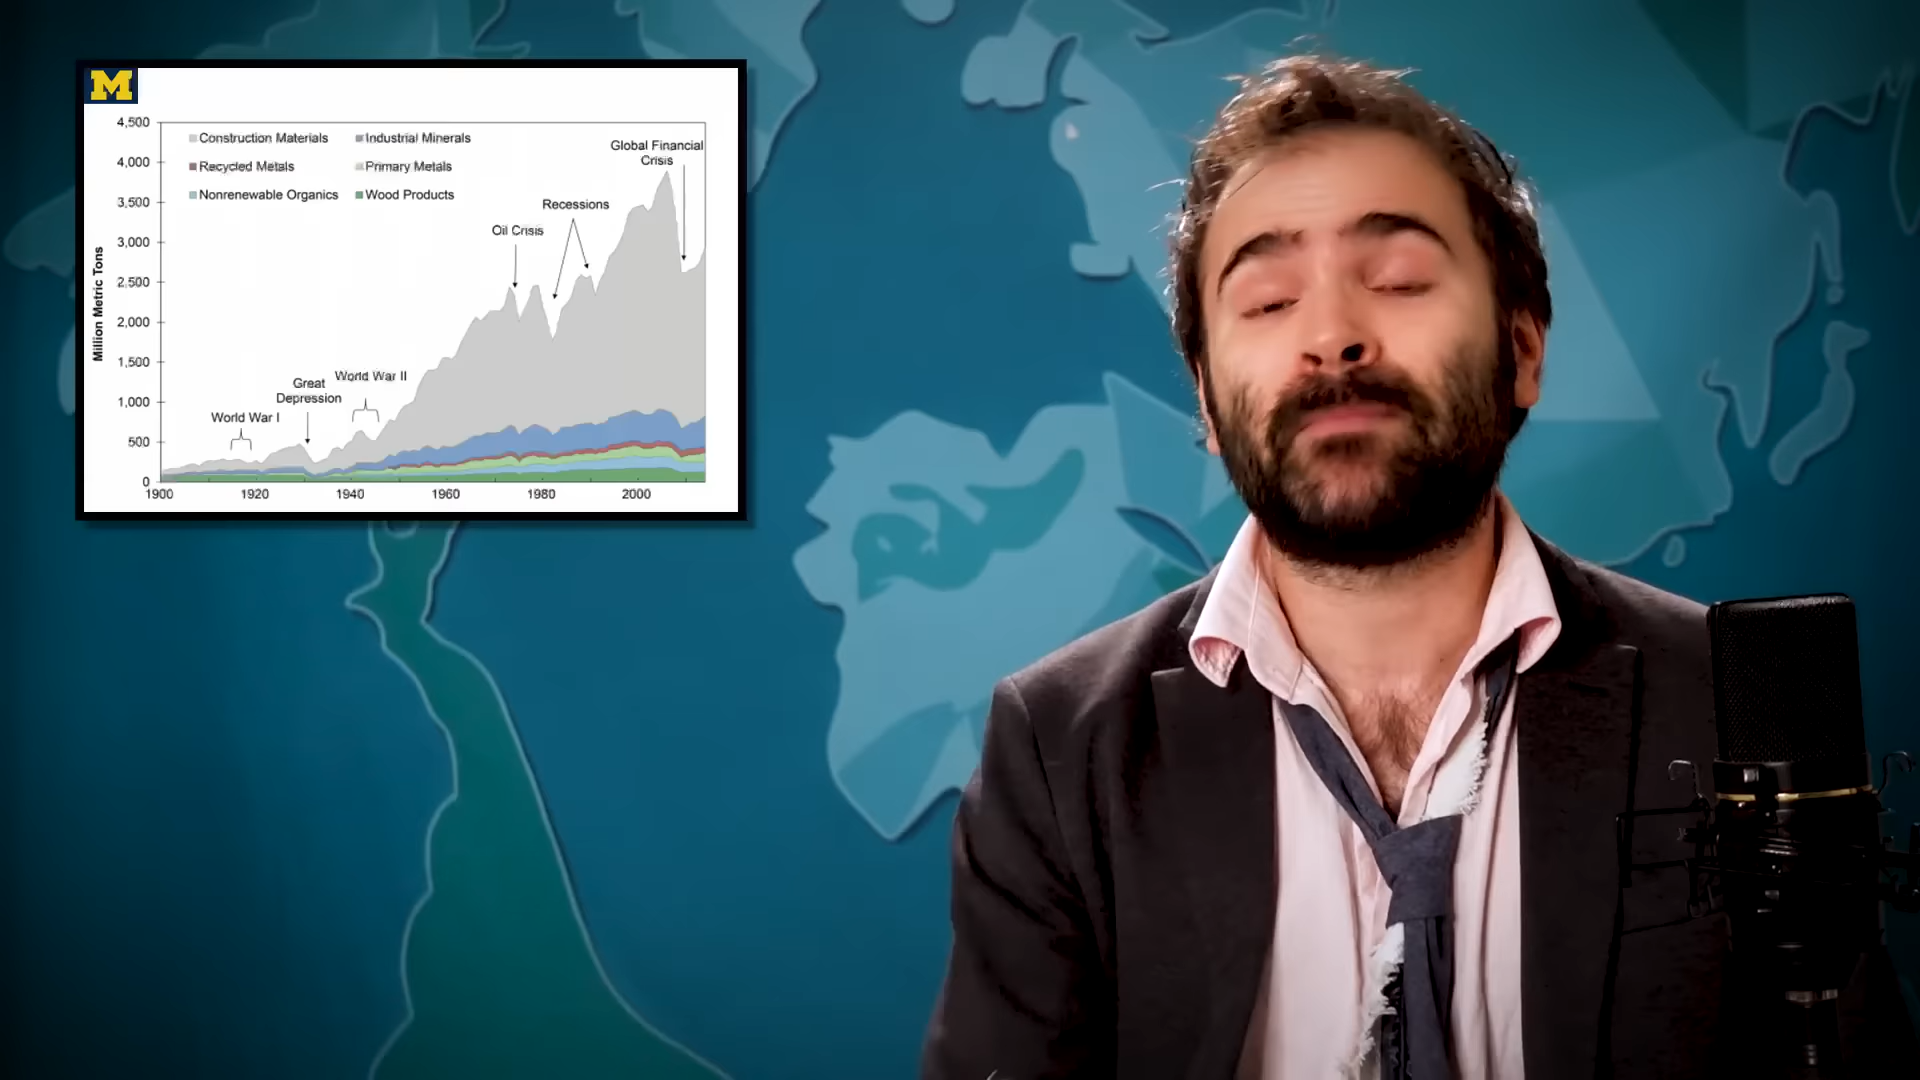 M
4,500
4,000
3,500
3,000
2,500
2,000
1,500
1,000
500
0
Million Metric Tons
Construction Materials
Industrial Minerals
Recycled Metals
Primary Metals
Nonrenewable Organics
Wood Products
Global Financial
Crisis
Recessions
Oil Crisis
World War II
Great
Depression
World War I
1900
1920
1940
1960
1980
2000